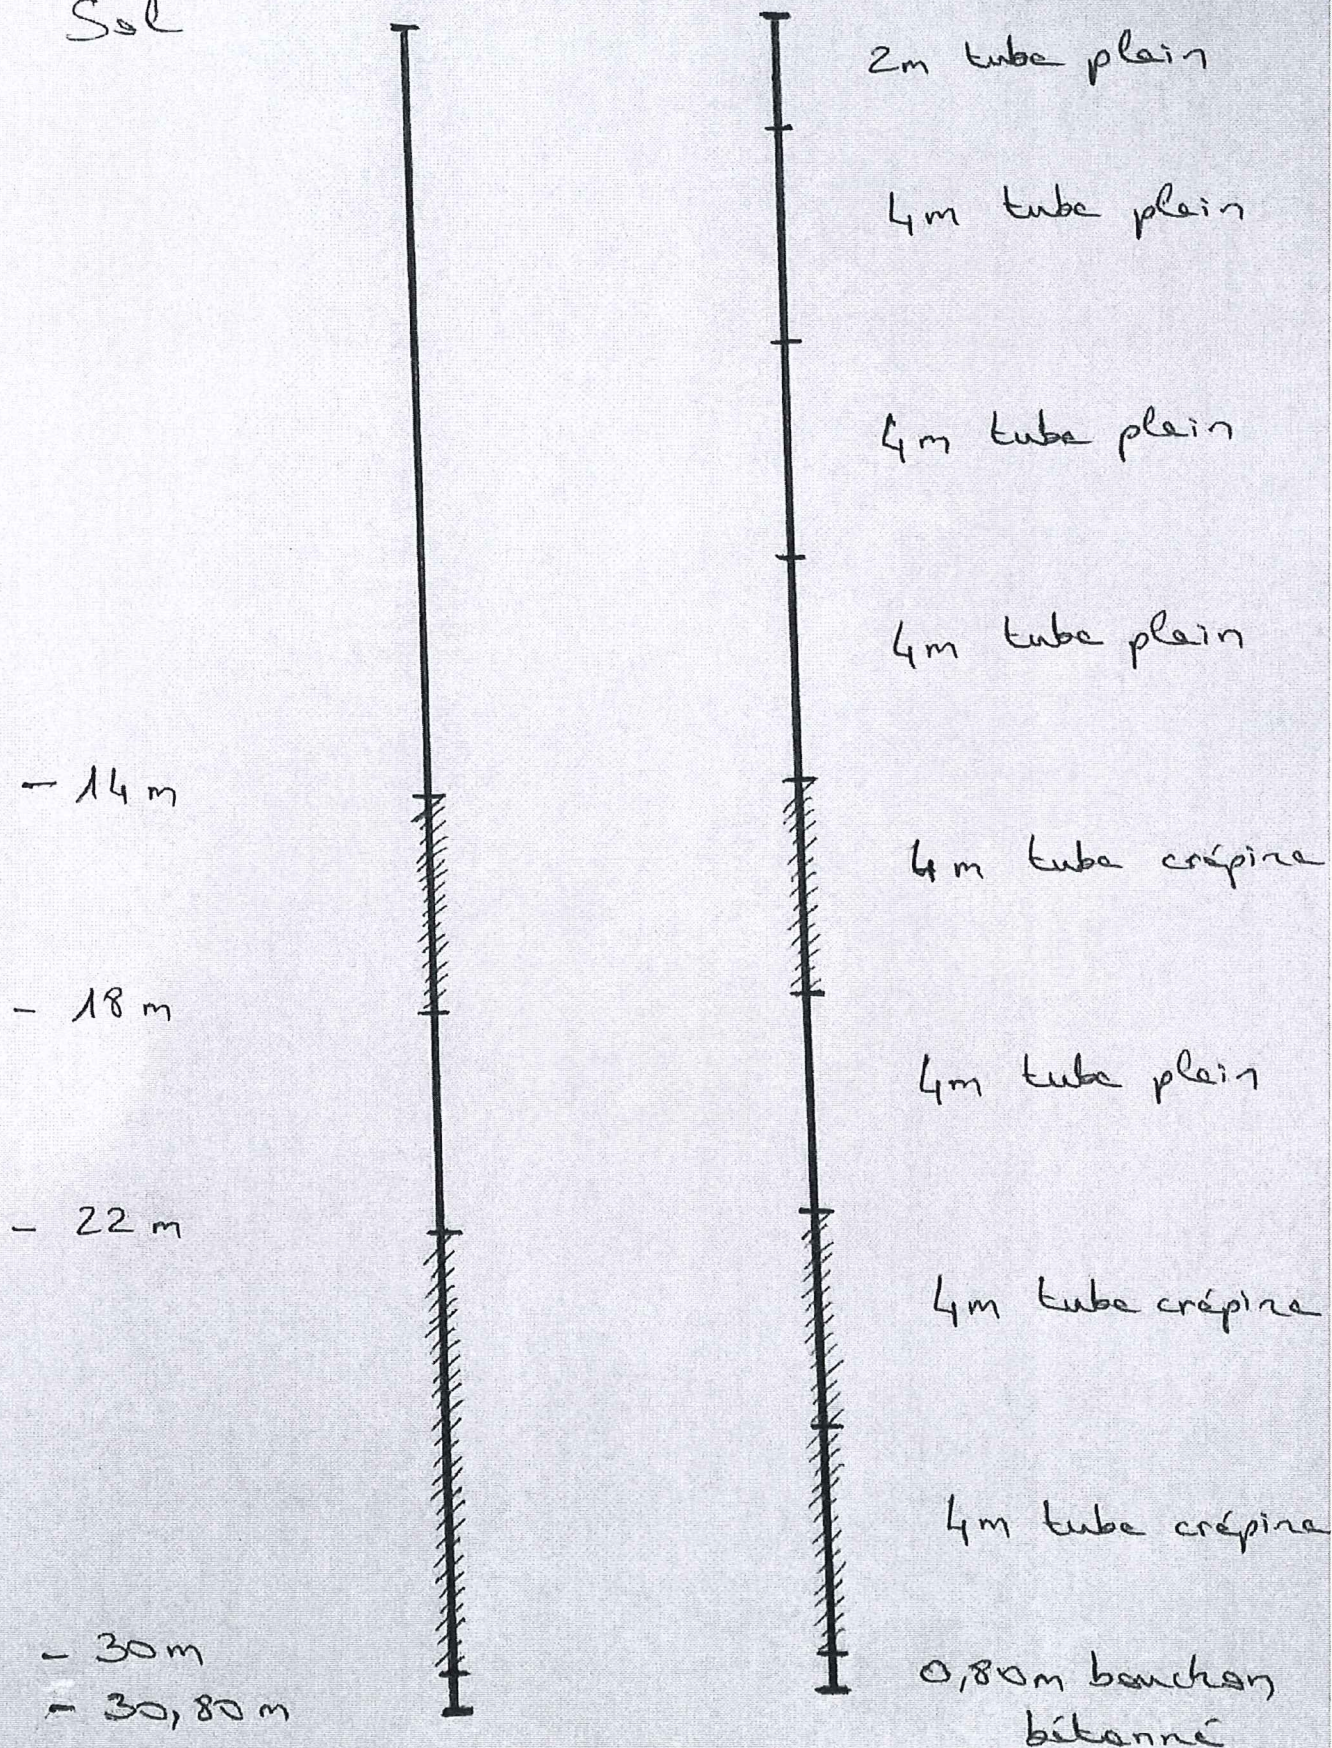 Sol
2m tube plein
4m tube plein
4m tube plein
4m tube plein
- 14 m
4m tube crépine
- 18 m
4m tube plein
- 22 m
4m tube crépine
4m tube crépine
- 30 m
0,80m bouchon
- 30,80 m
bétonné